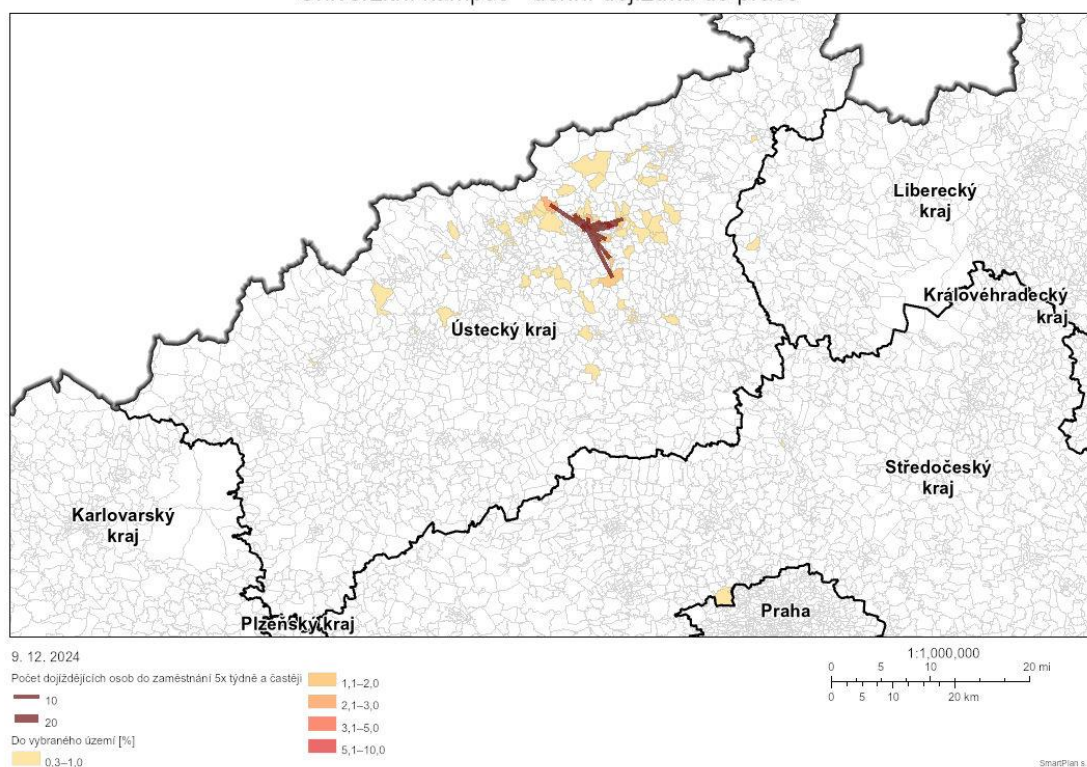 Liberecký
kraj
Královéhradecký
kraj
Ústecký kraj
Středočeský
kraj
Karlovarský
kraj
Plzeňský kraj
Praha
9. 12. 2024
Počet dojíždějících osob do zaměstnání 5x týdně a častěji
10
20
Do vybraného území [%]
0,3–1,0
1,1–2,0
2,1–3,0
3,1–5,0
5,1–10,0
1:1,000,000
0 5 10 20 mi
0 5 10 20 km
SmartPlan s